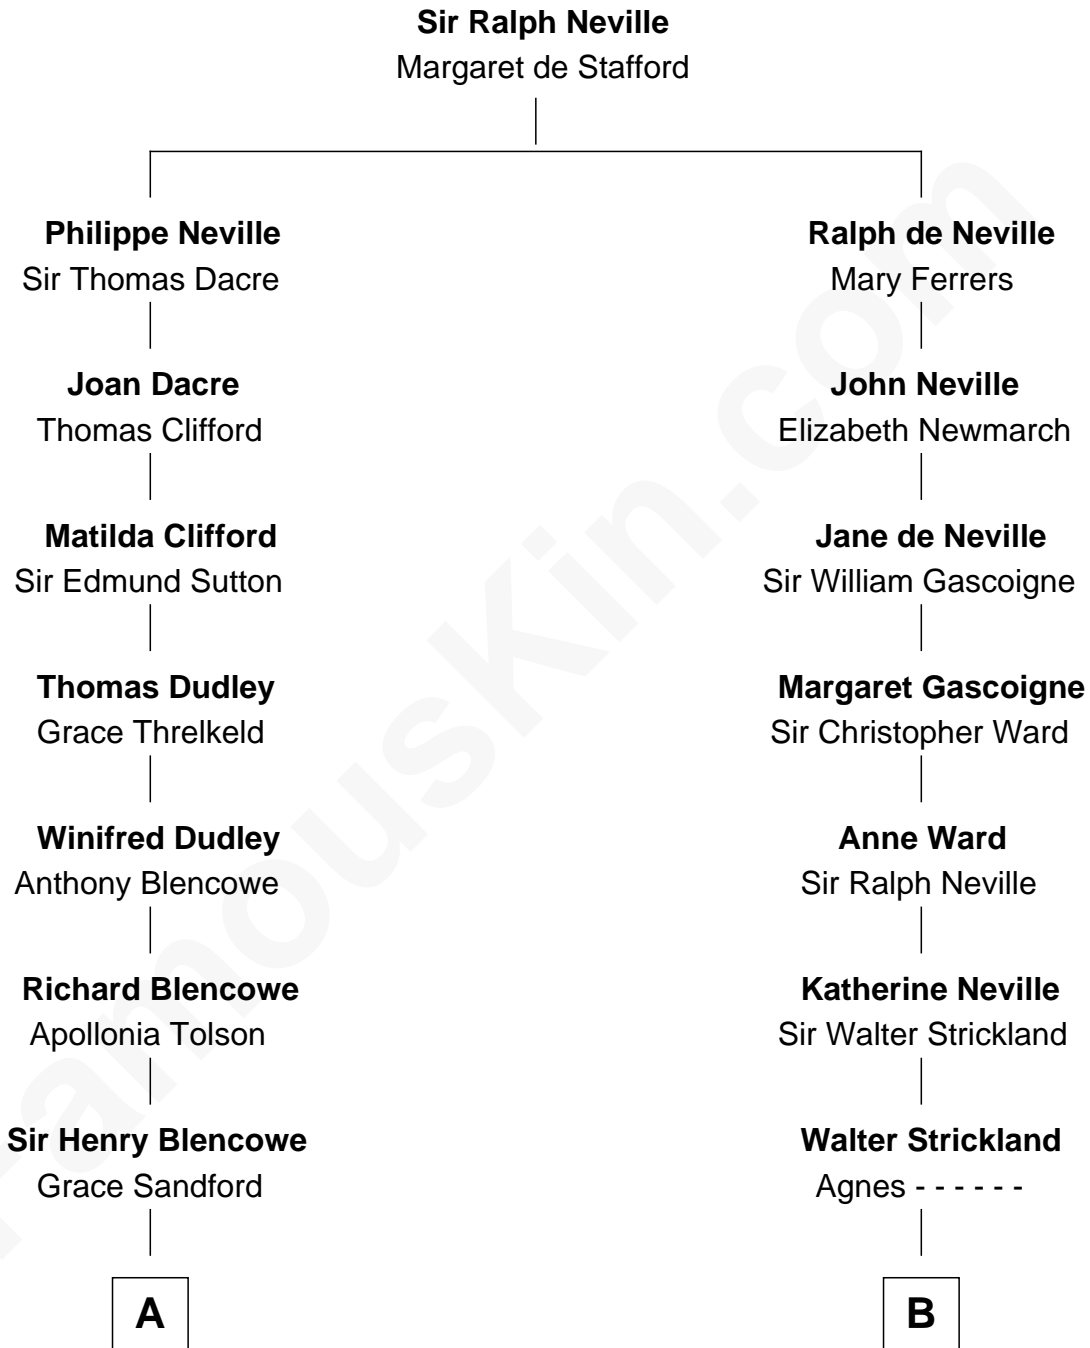 Sir Ralph Neville
Margaret de Stafford
Philippe Neville
Sir Thomas Dacre
Ralph de Neville
Mary Ferrers
Joan Dacre
Thomas Clifford
John Neville
Elizabeth Newmarch
Matilda Clifford
Sir Edmund Sutton
Jane de Neville
Sir William Gascoigne
Thomas Dudley
Grace Threlkeld
Margaret Gascoigne
Sir Christopher Ward
Winifred Dudley
Anthony Blencowe
Anne Ward
Sir Ralph Neville
Richard Blencowe
Apollonia Tolson
Katherine Neville
Sir Walter Strickland
Sir Henry Blencowe
Grace Sandford
Walter Strickland
Agnes - - - - - -
A
B
FamousKin.com